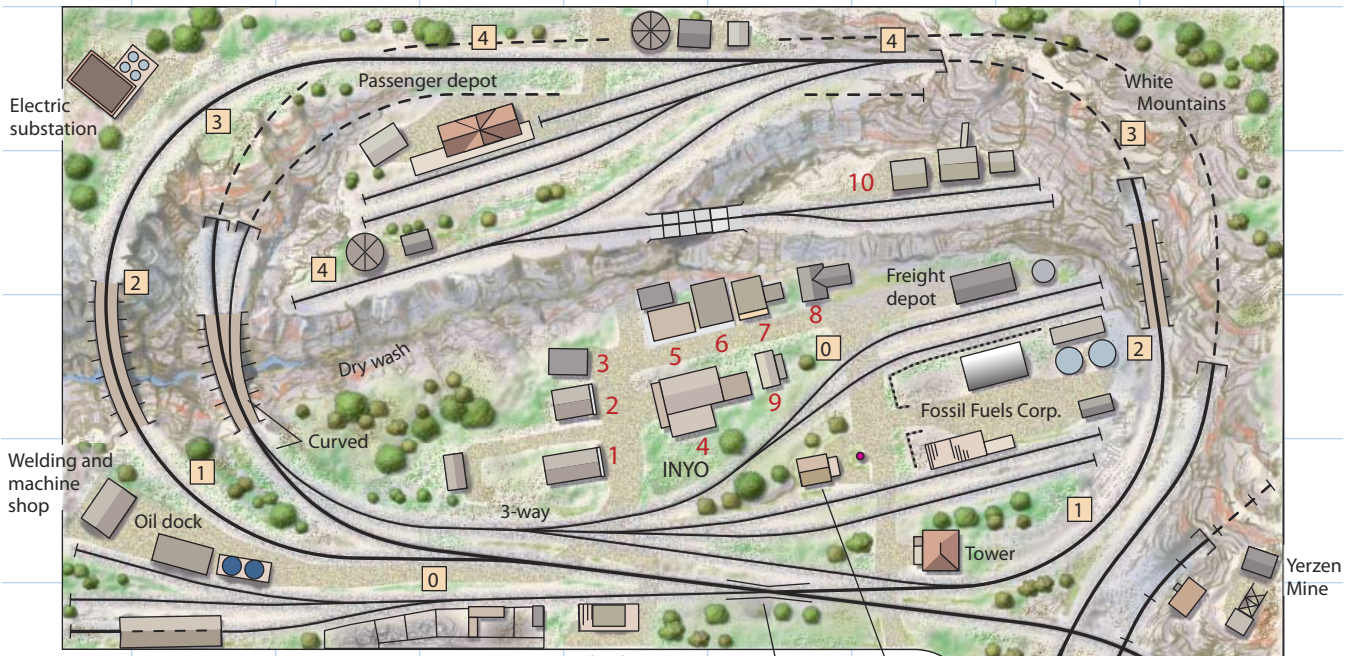 4
4
Passenger depot
White
Mountains
Electric
substation
3
3
10
4
2
Freight
depot
8
7
6
5
0
2
Dry wash
3
2
9
Fossil Fuels Corp.
Curved
4
1
INYO
Welding and
machine
shop
1
3-way
1
Oil dock
Tower
Yerzen
Mine
0